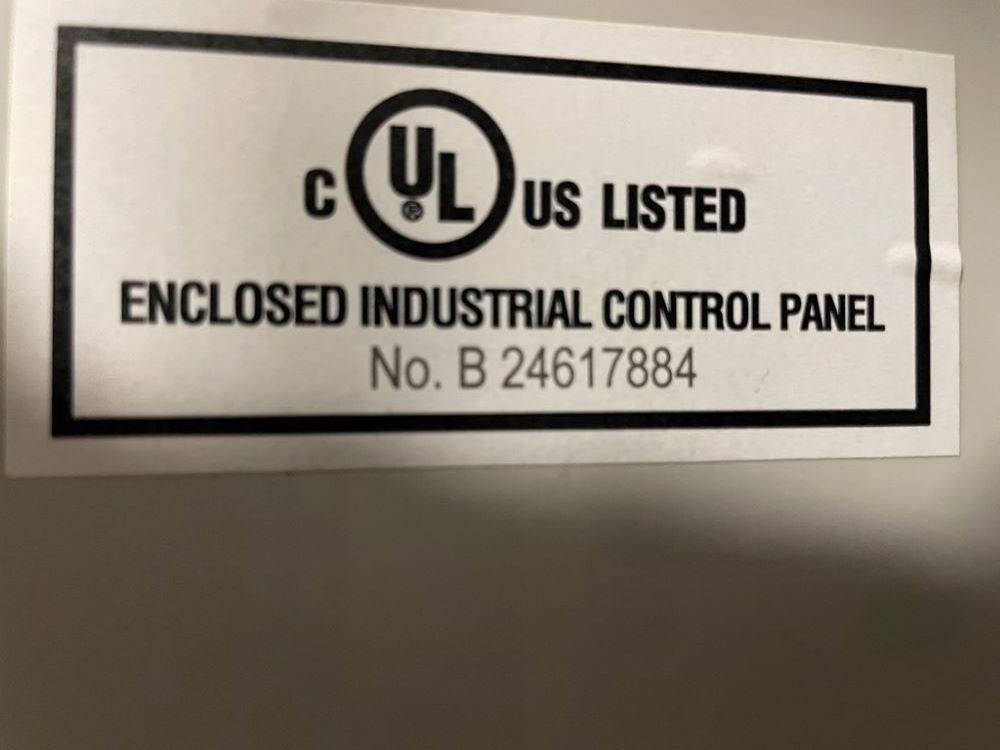 C UL® US LISTED
ENCLOSED INDUSTRIAL CONTROL PANEL
No. B 24617884